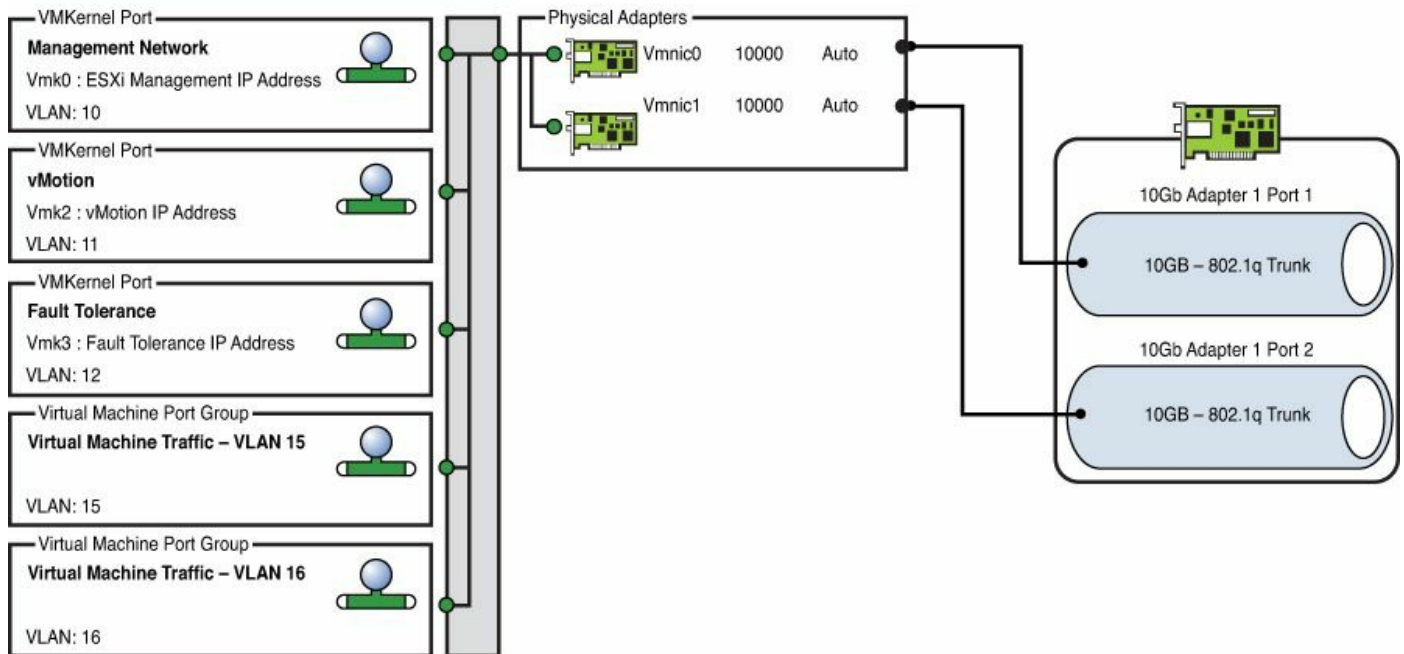 VMKernel Port
Management Network
Vmk0 : ESXi Management IP Address
VLAN: 10
VMKernel Port
vMotion
Vmk2 : vMotion IP Address
VLAN: 11
VMKernel Port
Fault Tolerance
Vmk3 : Fault Tolerance IP Address
VLAN: 12
Virtual Machine Port Group
Virtual Machine Traffic – VLAN 15
VLAN: 15
Virtual Machine Port Group
Virtual Machine Traffic – VLAN 16
VLAN: 16
Physical Adapters
Vmnic0 10000 Auto
Vmnic1 10000 Auto
10Gb Adapter 1 Port 1
10GB – 802.1q Trunk
10Gb Adapter 1 Port 2
10GB – 802.1q Trunk